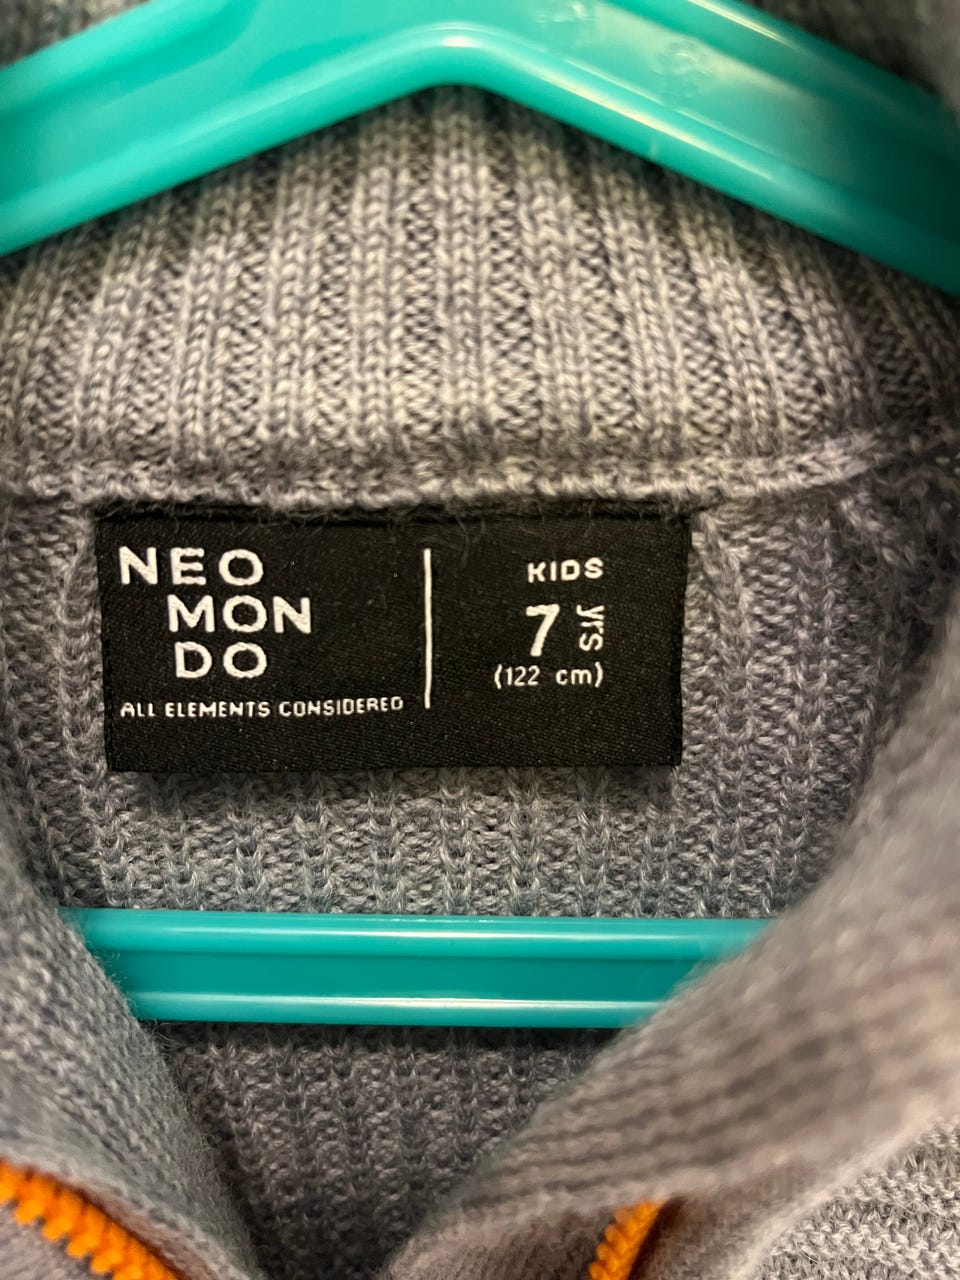 NEO
MON
DO
ALL ELEMENTS CONSIDERED
KIDS
7 yrs
(122 cm)